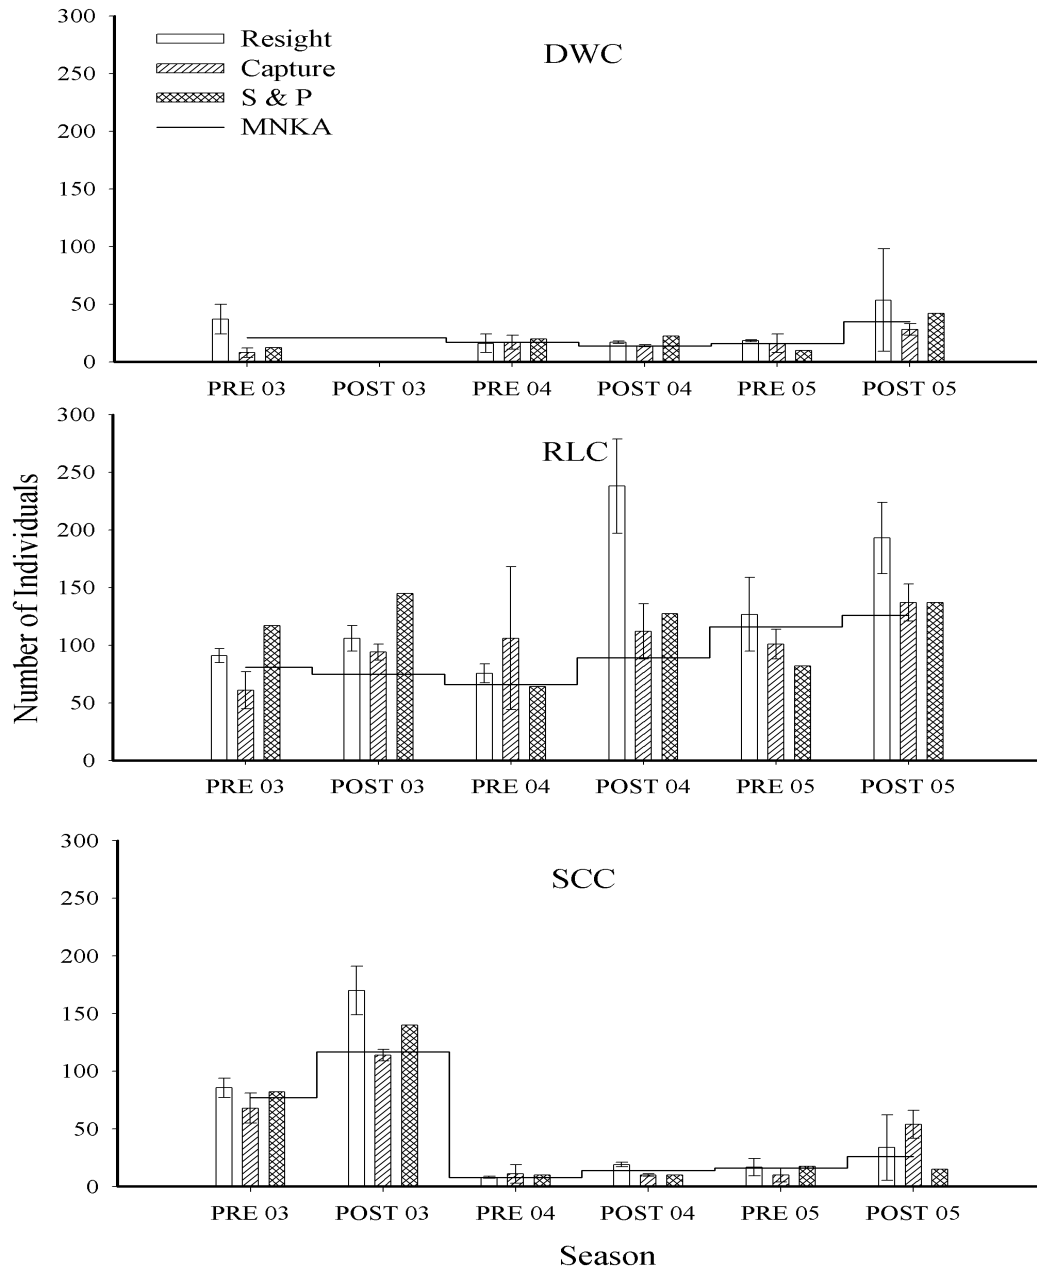 300
250
200
150
100
50
0
Resight
Capture
S & P
MNKA
DWC
PRE 03 POST 03 PRE 04 POST 04 PRE 05 POST 05
Number of Individuals
300
250
200
150
100
50
0
RLC
PRE 03 POST 03 PRE 04 POST 04 PRE 05 POST 05
300
250
200
150
100
50
0
SCC
PRE 03 POST 03 PRE 04 POST 04 PRE 05 POST 05
Season